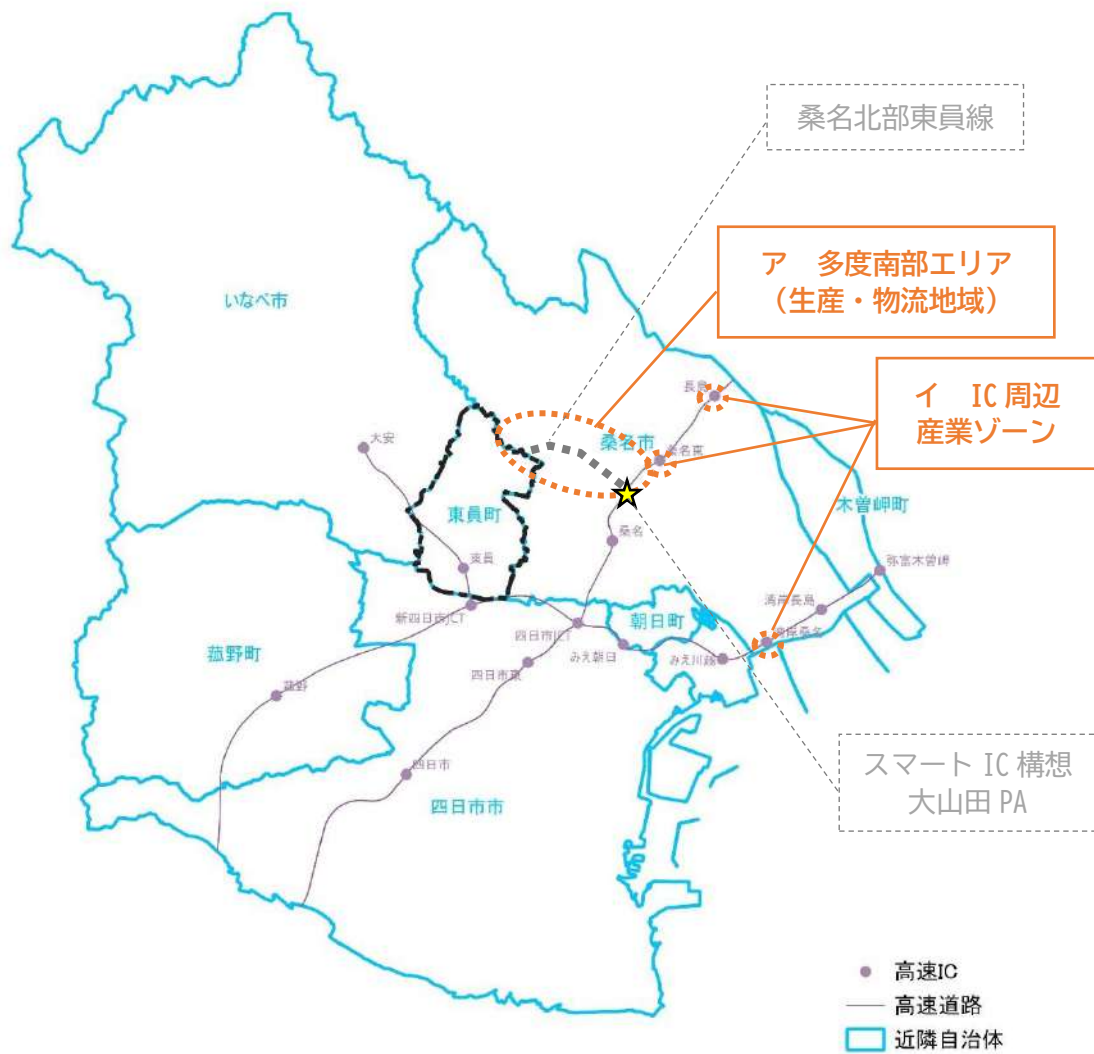 桑名北部東員線
ア 多度南部エリア
（生産・物流地域）
いなべ市
イ IC 周辺
産業ゾーン
長島
大安
桑名市
桑名東
東員町
木曽岬町
桑名
東員
弥富木曽岬
湾岸長島
新四日市JCT
四日市JCT
朝日町
湾岸桑名
みえ朝日
みえ川越
菰野町
四日市東
菰野
スマート IC 構想
大山田 PA
四日市
四日市市
高速IC
高速道路
近隣自治体